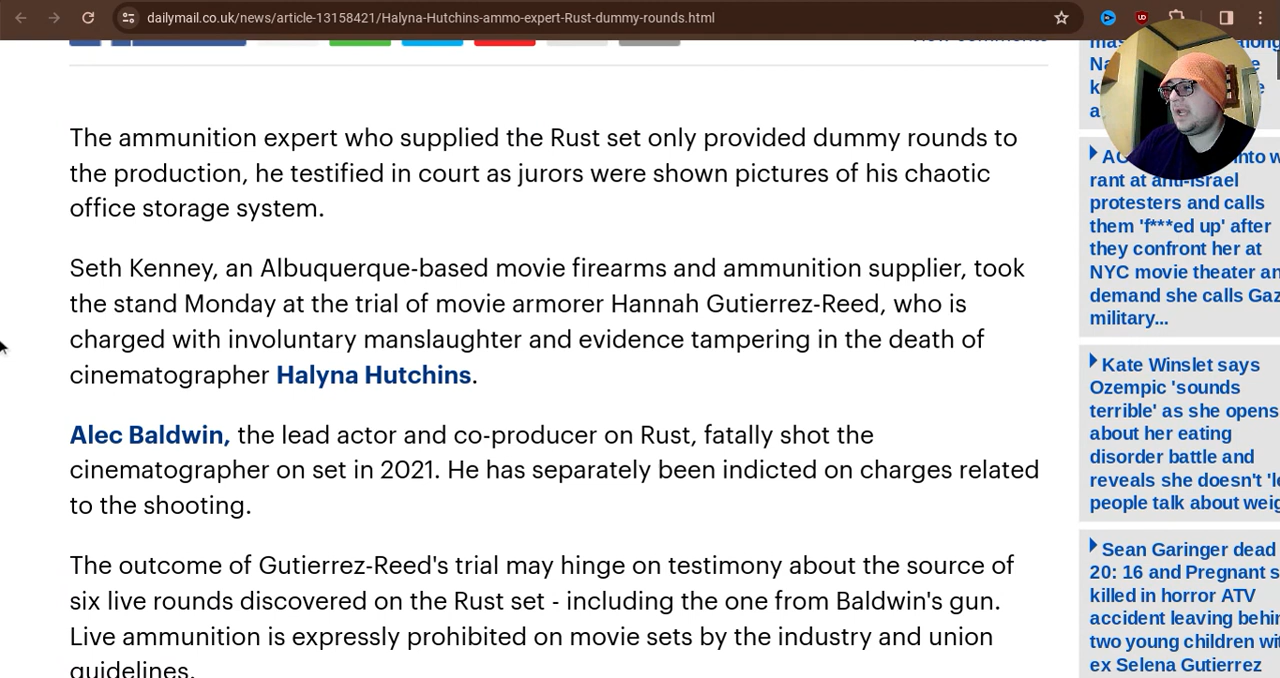 dailymail.co.uk/news/article-13158421/Halyna-Hutchins-ammo-expert-Rust-dummy-rounds.html
The ammunition expert who supplied the Rust set only provided dummy rounds to
the production, he testified in court as jurors were shown pictures of his chaotic
office storage system.
Seth Kenney, an Albuquerque-based movie firearms and ammunition supplier, took
the stand Monday at the trial of movie armorer Hannah Gutierrez-Reed, who is
charged with involuntary manslaughter and evidence tampering in the death of
cinematographer Halyna Hutchins.
Alec Baldwin, the lead actor and co-producer on Rust, fatally shot the
cinematographer on set in 2021. He has separately been indicted on charges related
to the shooting.
The outcome of Gutierrez-Reed's trial may hinge on testimony about the source of
six live rounds discovered on the Rust set - including the one from Baldwin's gun.
Live ammunition is expressly prohibited on movie sets by the industry and union
guidelines.
rant at anti-Israel
protesters and calls
them 'f***ed up' after
they confront her at
NYC movie theater an
demand she calls Gaz
military...
Kate Winslet says
Ozempic 'sounds
terrible' as she opens
about her eating
disorder battle and
reveals she doesn't 'le
people talk about weig
Sean Garinger dead
20: 16 and Pregnant s
killed in horror ATV
accident leaving behin
two young children wit
ex Selena Gutierrez